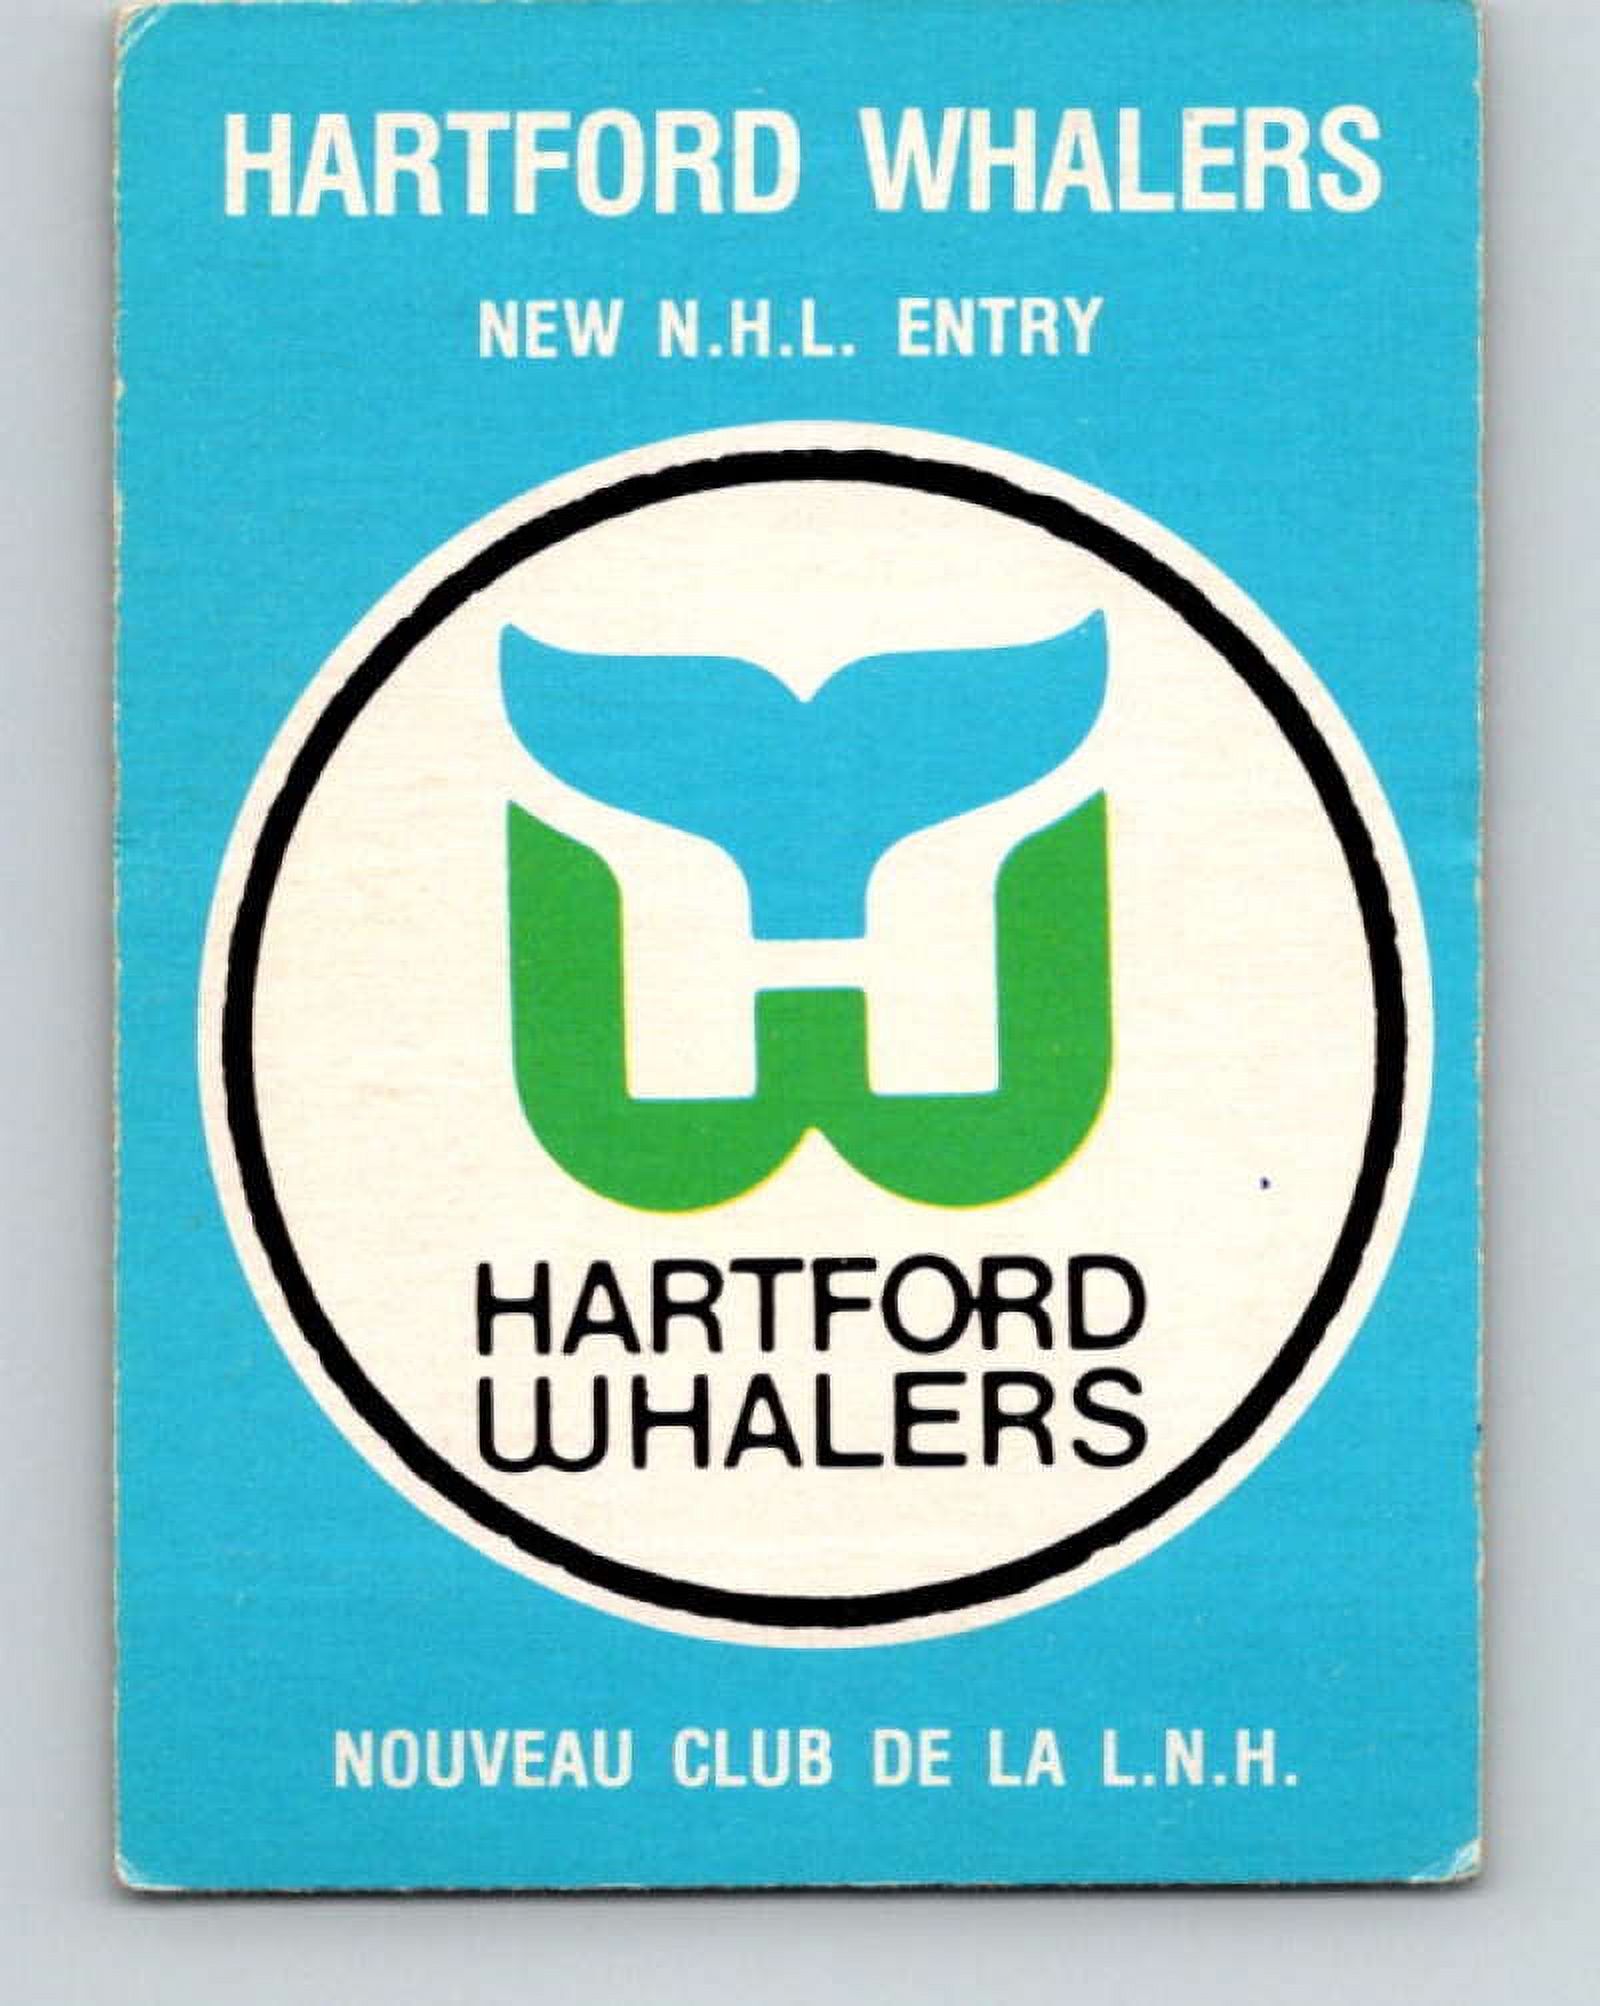 HARTFORD WHALERS
NEW N.H.L. ENTRY
HARTFORD
WHALERS
NOUVEAU CLUB DE LA L.N.H.